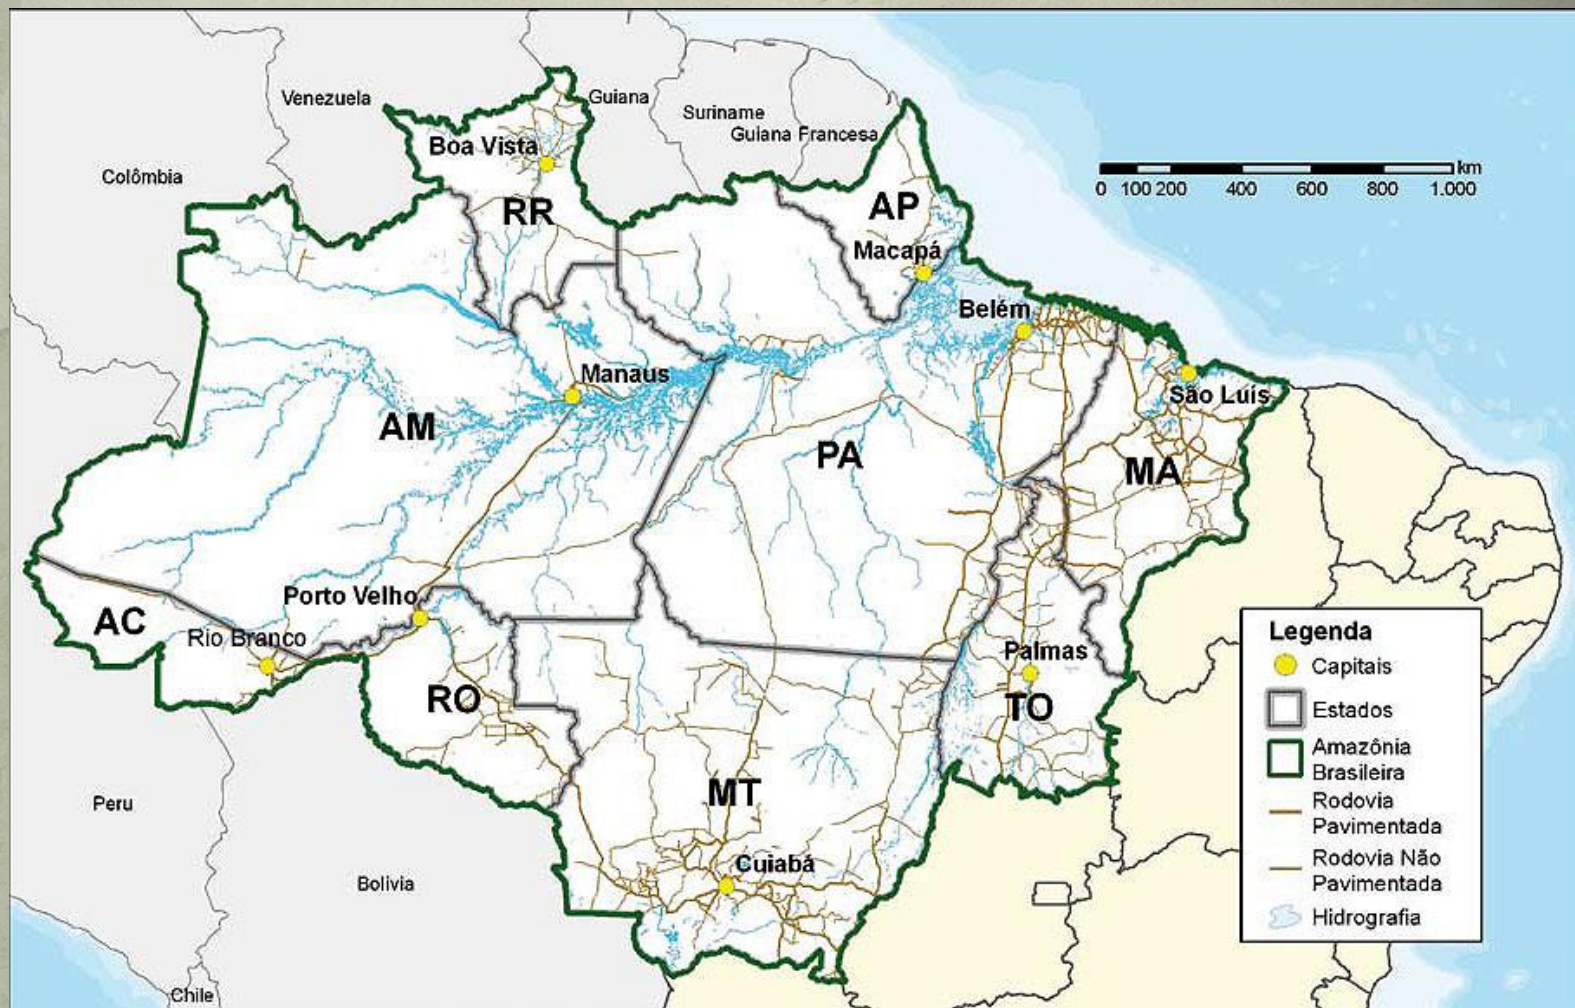 Venezuela
Guiana
Suriname
Guiana Francesa
Colômbia
Boa Vista
RR
AP
Macapá
km
0 100 200 400 600 800 1.000
Belém
Manaus
São Luís
AM
PA
MA
Porto Velho
AC
Rio Branco
Palmas
RO
TO
MT
Peru
Cuiabá
Bolivia
Chile
Legenda
Capitais
Estados
Amazônia
Brasileira
Rodovia
Pavimentada
Rodovia Não
Pavimentada
Hidrografia